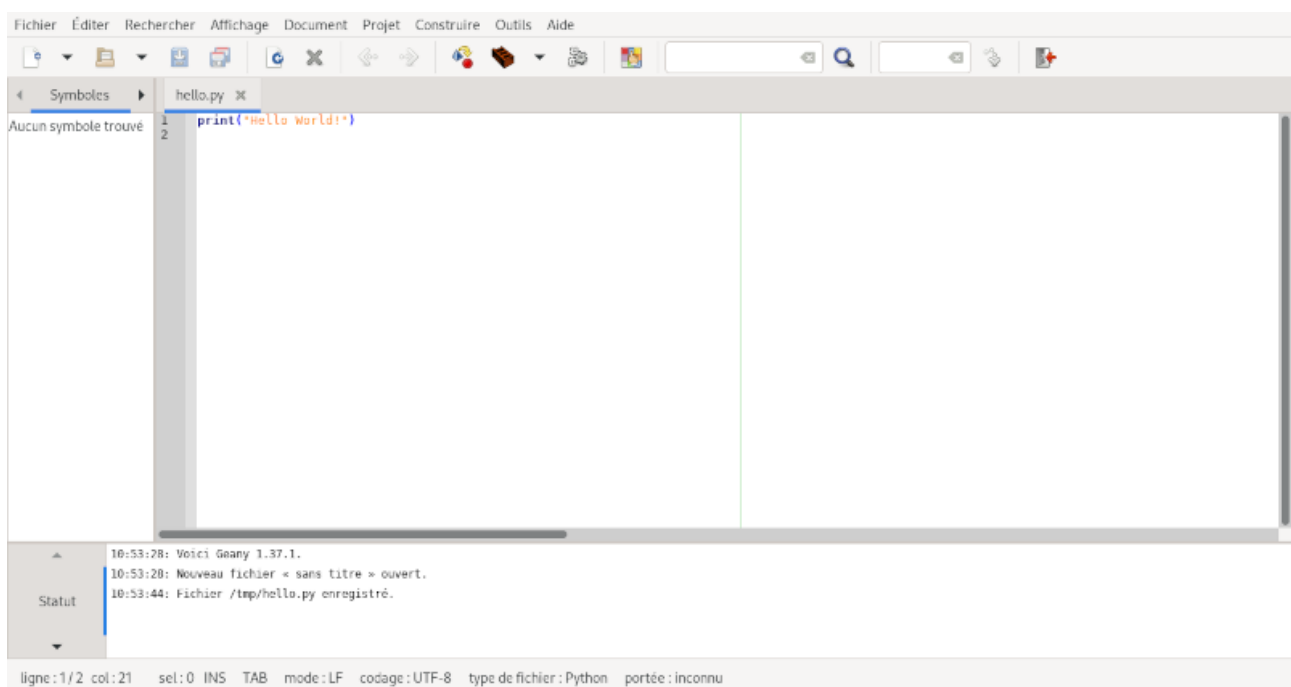 Fichier Éditer Rechercher Affichage Document Projet Construire Outils Aide
Symboles hello.py
Aucun symbole trouvé
1 print("Hello World!")
2
10:53:28: Voici Geany 1.37.1.
10:53:28: Nouveau fichier « sans titre » ouvert.
10:53:44: Fichier /tmp/hello.py enregistré.
Statut
ligne : 1 / 2 col : 21 sel : 0 INS TAB mode : LF codage : UTF-8 type de fichier : Python portée : inconnu